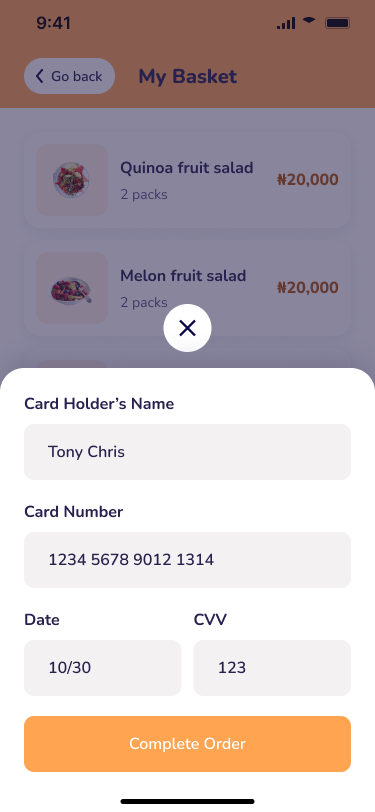 9:41
Go back
My Basket
Quinoa fruit salad
2 packs
₦20,000
Melon fruit salad
2 packs
₦20,000
Card Holder’s Name
Tony Chris
Card Number
1234 5678 9012 1314
Date
CVV
10/30
123
Complete Order